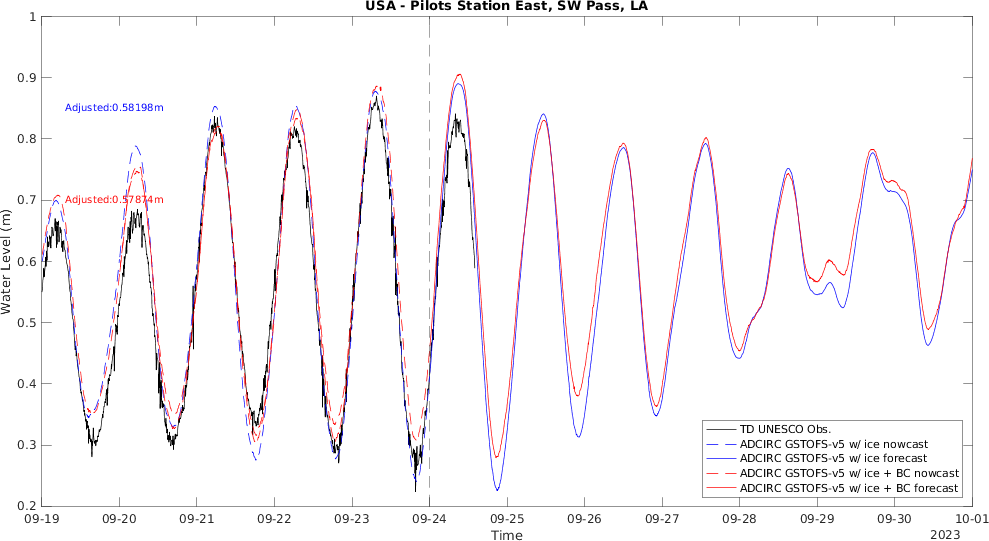 USA - Pilots Station East, SW Pass, LA
1
0.9
0.8
0.7
0.6
0.5
0.4
0.3
0.2
Water Level (m)
Adjusted:0.58198m
Adjusted:0.57874m
TD UNESCO Obs.
ADCIRC GSTOFS-v5 w/ ice nowcast
ADCIRC GSTOFS-v5 w/ ice forecast
ADCIRC GSTOFS-v5 w/ ice + BC nowcast
ADCIRC GSTOFS-v5 w/ ice + BC forecast
09-19 09-20 09-21 09-22 09-23 09-24 09-25 09-26 09-27 09-28 09-29 09-30 10-01
Time
2023